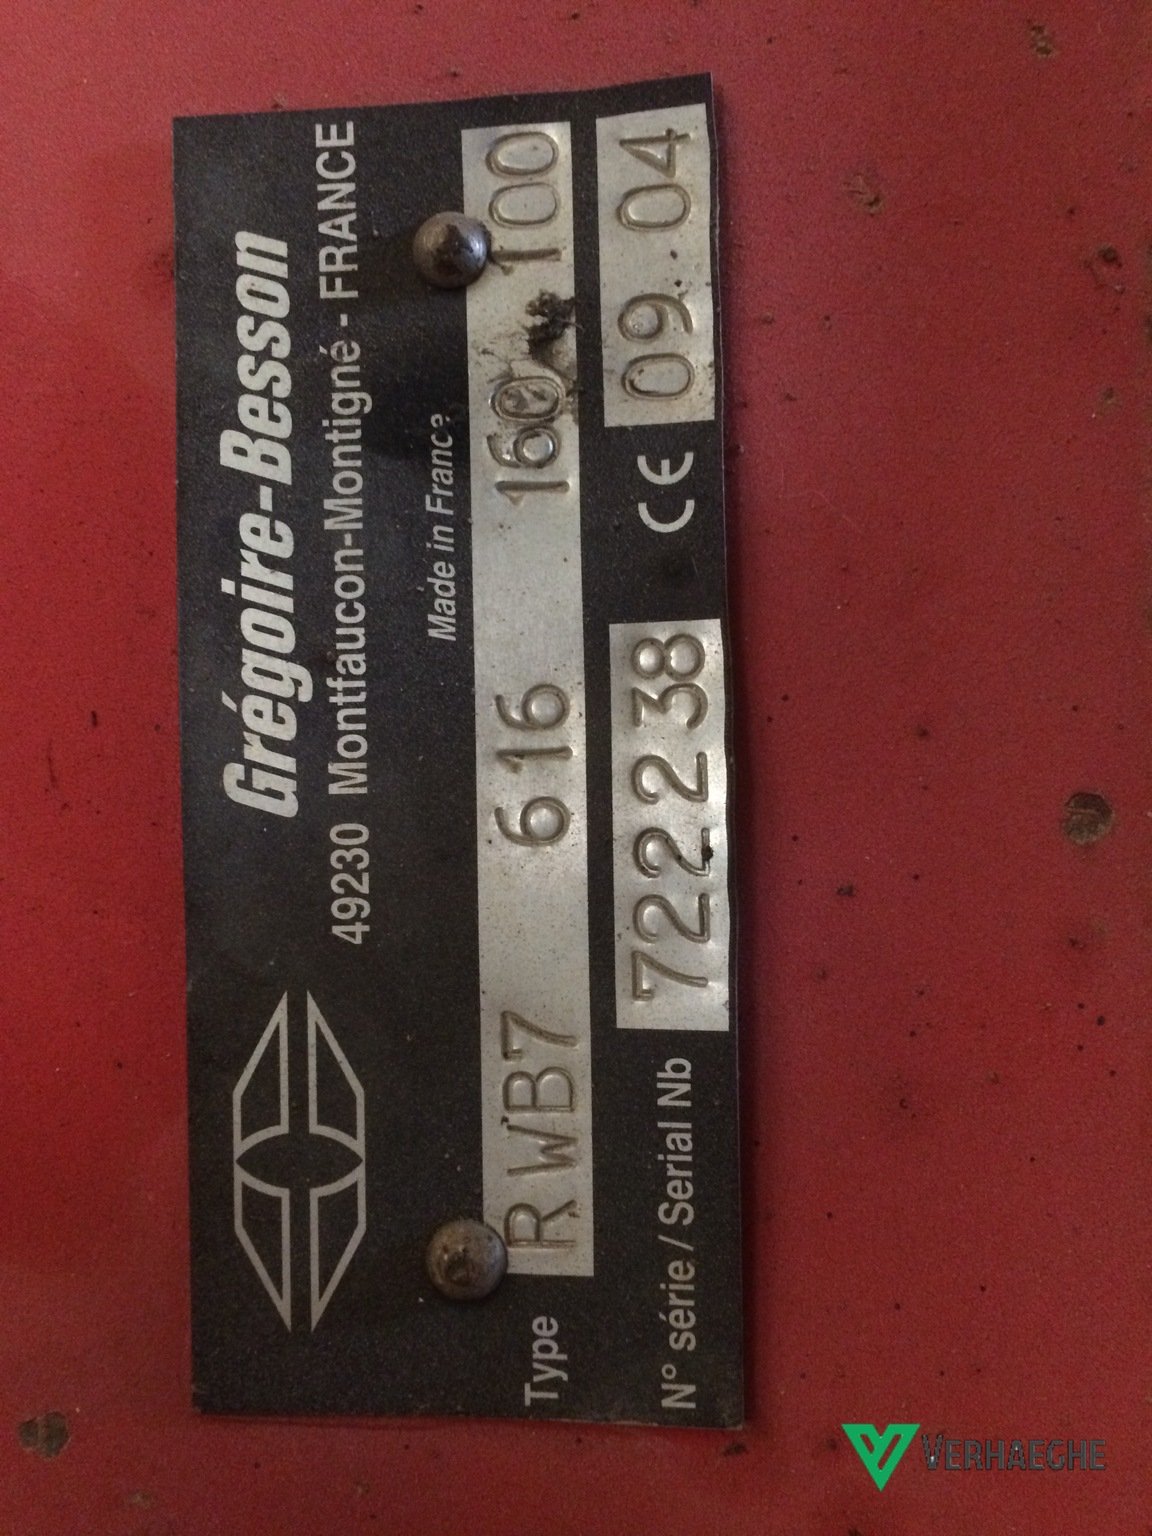 Grégoire-Besson
49230 Montfaucon-Montigné - FRANCE
Made in France
Type RWB7 616 160 100
N° série / Serial Nb 722238 CE 09.04
VERHAEGHE